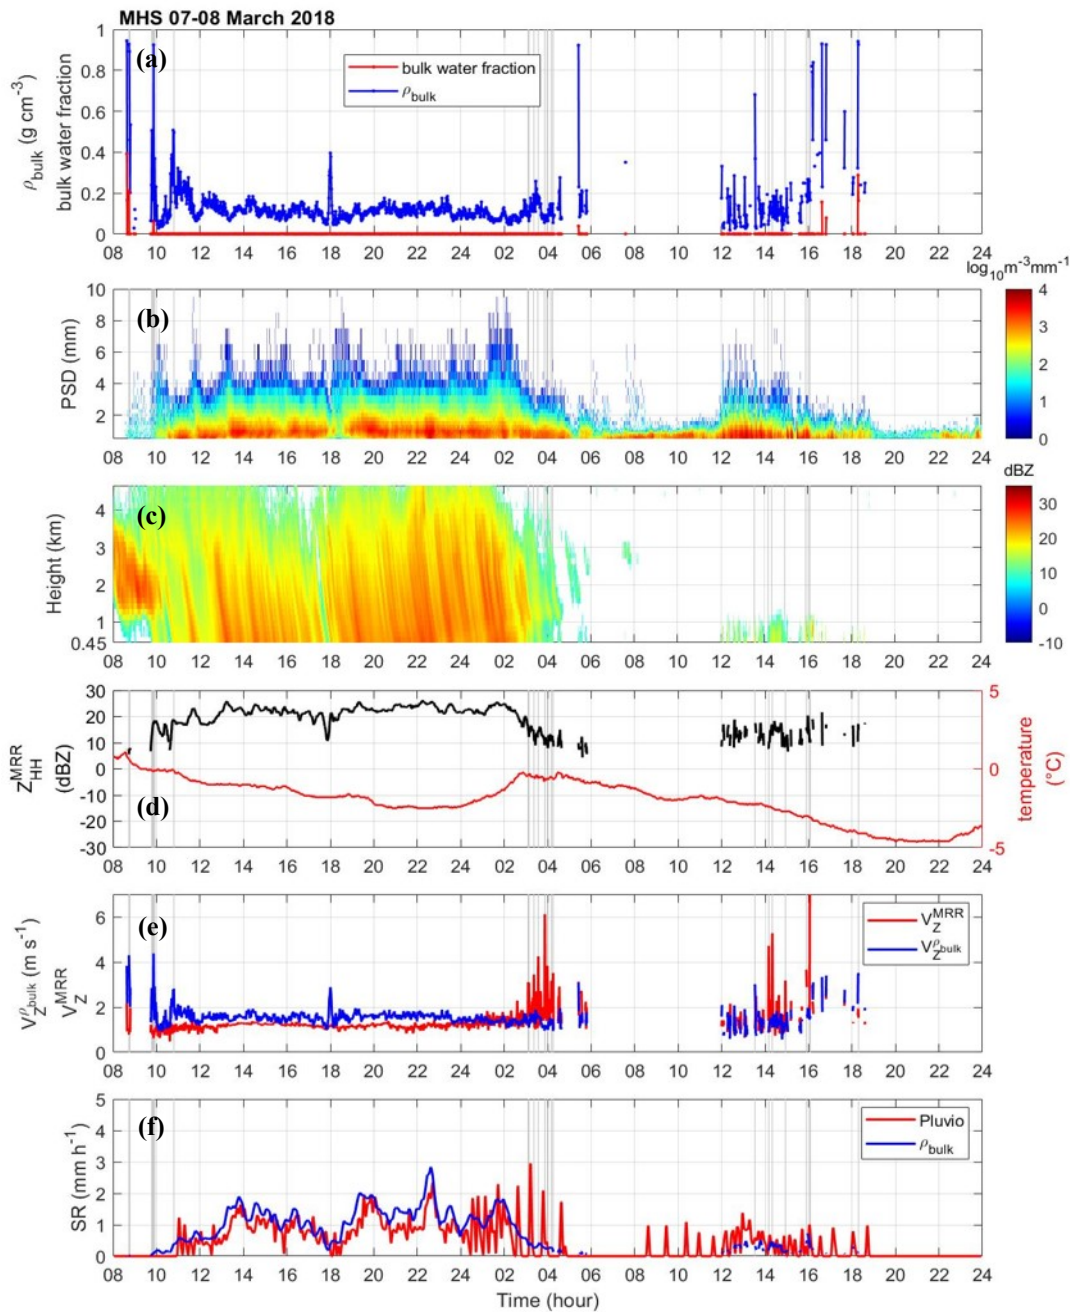 MHS 07-08 March 2018
(a)
bulk water fraction
ρbulk
ρbulk (g cm-3)
bulk water fraction
1
0.8
0.6
0.4
0.2
0
08 10 12 14 16 18 20 22 24 02 04 06 08 10 12 14 16 18 20 22 24
log10m-3mm-1
(b)
PSD (mm)
10
8
6
4
2
4
3
2
1
0
08 10 12 14 16 18 20 22 24 02 04 06 08 10 12 14 16 18 20 22 24
dBZ
(c)
Height (km)
4
3
2
1
0.45
30
20
10
0
-10
08 10 12 14 16 18 20 22 24 02 04 06 08 10 12 14 16 18 20 22 24
(d)
ZHHMRR
(dBZ)
30
20
10
0
-10
-20
-30
5
0
-5
temperature
(°C)
08 10 12 14 16 18 20 22 24 02 04 06 08 10 12 14 16 18 20 22 24
(e)
VZMRR
VZρbulk
VZρbulk (m s-1)
VZMRR
6
4
2
0
08 10 12 14 16 18 20 22 24 02 04 06 08 10 12 14 16 18 20 22 24
(f)
Pluvio
ρbulk
SR (mm h-1)
5
4
3
2
1
0
08 10 12 14 16 18 20 22 24 02 04 06 08 10 12 14 16 18 20 22 24
Time (hour)